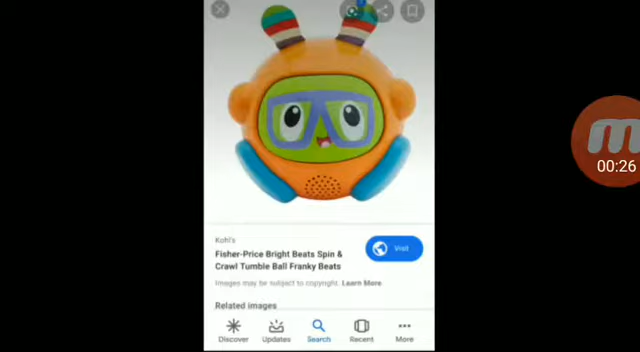 Kohl's
Fisher-Price Bright Beats Spin &
Crawl Tumble Ball Franky Beats
Visit
Images may be subject to copyright. Learn More
Related images
Discover
Updates
Search
Recent
More
00:26